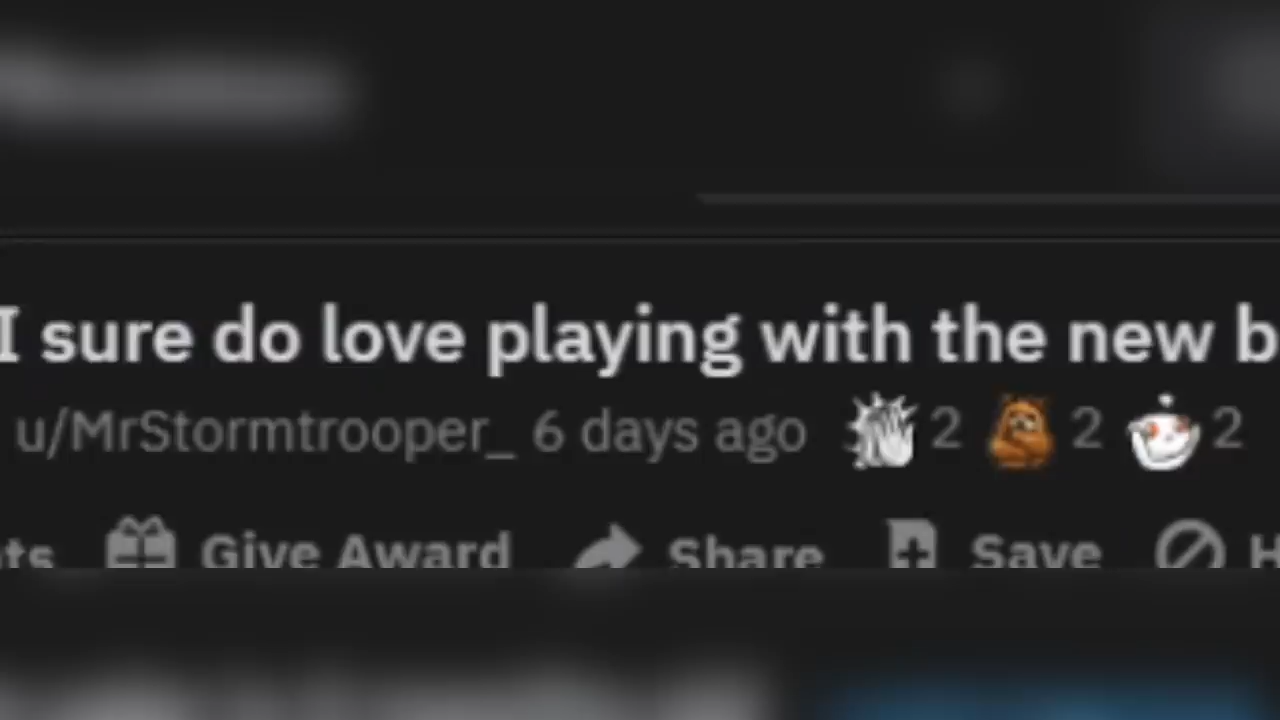 I sure do love playing with the new b
u/MrStormtrooper_ 6 days ago 2 2 2
ts Give Award Share Save H